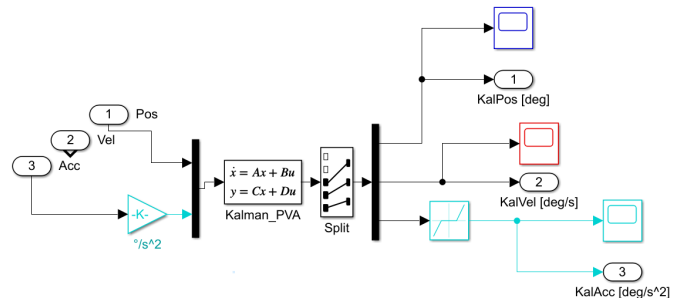 1
KalPos [deg]
1
Pos
2
Vel
3
Acc
ẋ = Ax + Bu
y = Cx + Du
Kalman_PVA
Split
2
KalVel [deg/s]
-K-
°/s^2
3
KalAcc [deg/s^2]